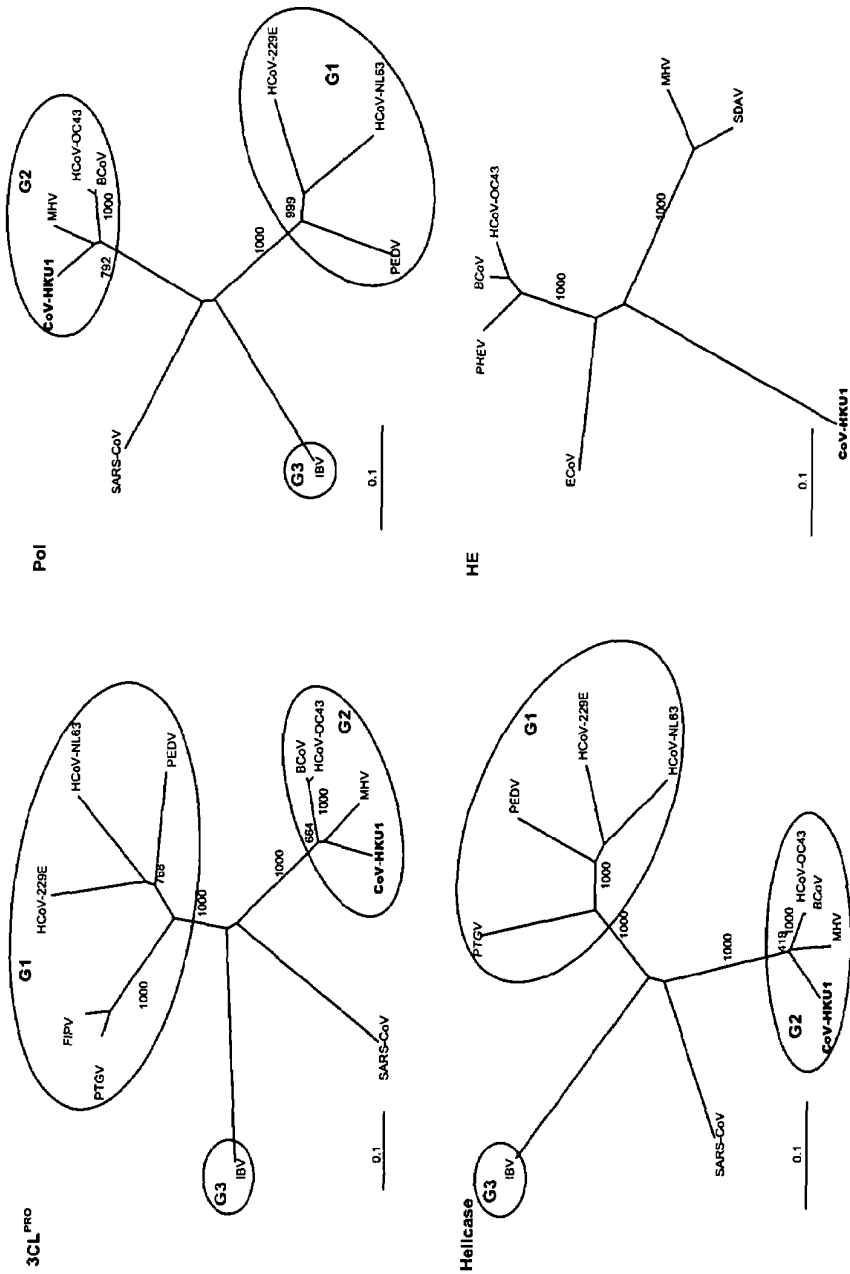 3CL^PRO
G1
HCoV-229E
HCoV-NL63
PEDV
FIPV
PTGV
768
1000
1000
1000
G3
IBV
SARS-CoV
G2
BCoV
HCoV-OC43
1000
MHV
CoV-HKU1
0.1
Pol
G2
MHV
HCoV-OC43
BCoV
1000
792
CoV-HKU1
SARS-CoV
G3
IBV
1000
999
HCoV-229E
G1
HCoV-NL63
PEDV
0.1
Helicase
G3
IBV
PTGV
PEDV
G1
HCoV-229E
HCoV-NL63
1000
1000
1000
SARS-CoV
G2
HCoV-OC43
BCoV
1000
MHV
CoV-HKU1
0.1
HE
PHEV
BCoV
HCoV-OC43
1000
ECoV
1000
MHV
SDAV
CoV-HKU1
0.1